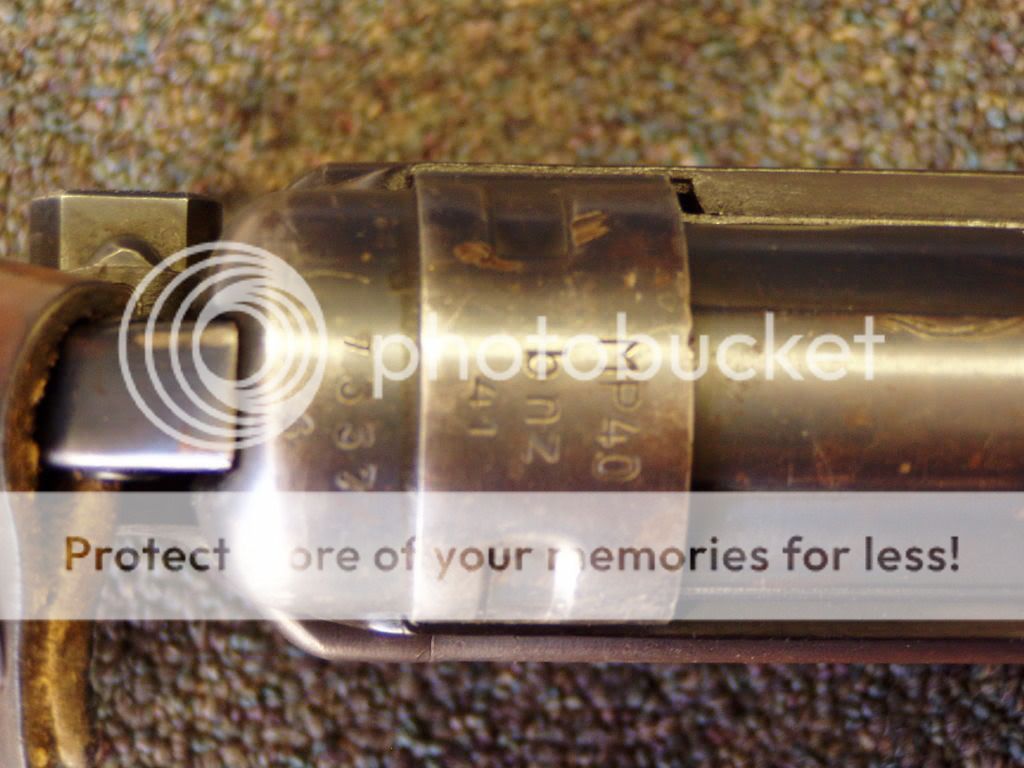 MP40
bnz
41
photobucket
Protect more of your memories for less!